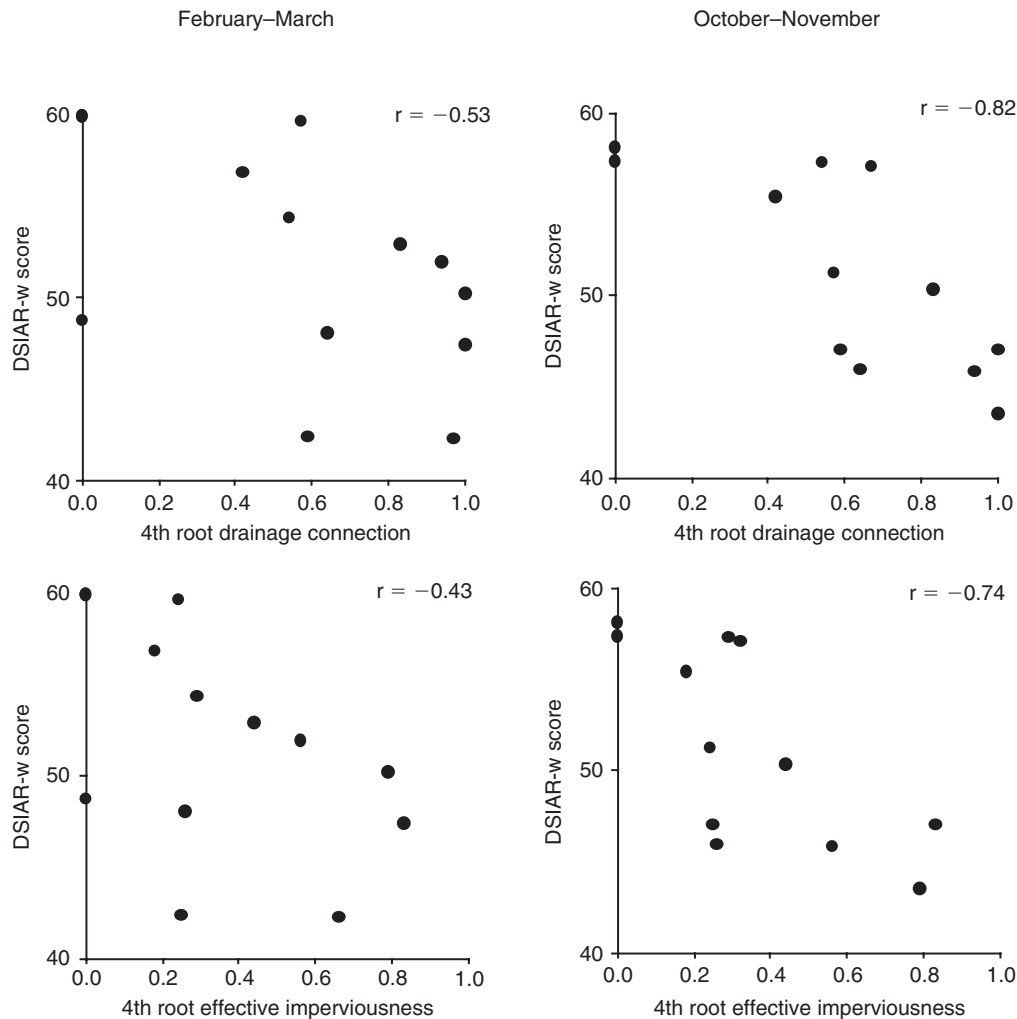 February–March
October–November
r = −0.53
60
50
40
DSIAR-w score
0.0 0.2 0.4 0.6 0.8 1.0
4th root drainage connection
r = −0.82
60
50
40
DSIAR-w score
0.0 0.2 0.4 0.6 0.8 1.0
4th root drainage connection
r = −0.43
60
50
40
DSIAR-w score
0.0 0.2 0.4 0.6 0.8 1.0
4th root effective imperviousness
r = −0.74
60
50
40
DSIAR-w score
0.0 0.2 0.4 0.6 0.8 1.0
4th root effective imperviousness